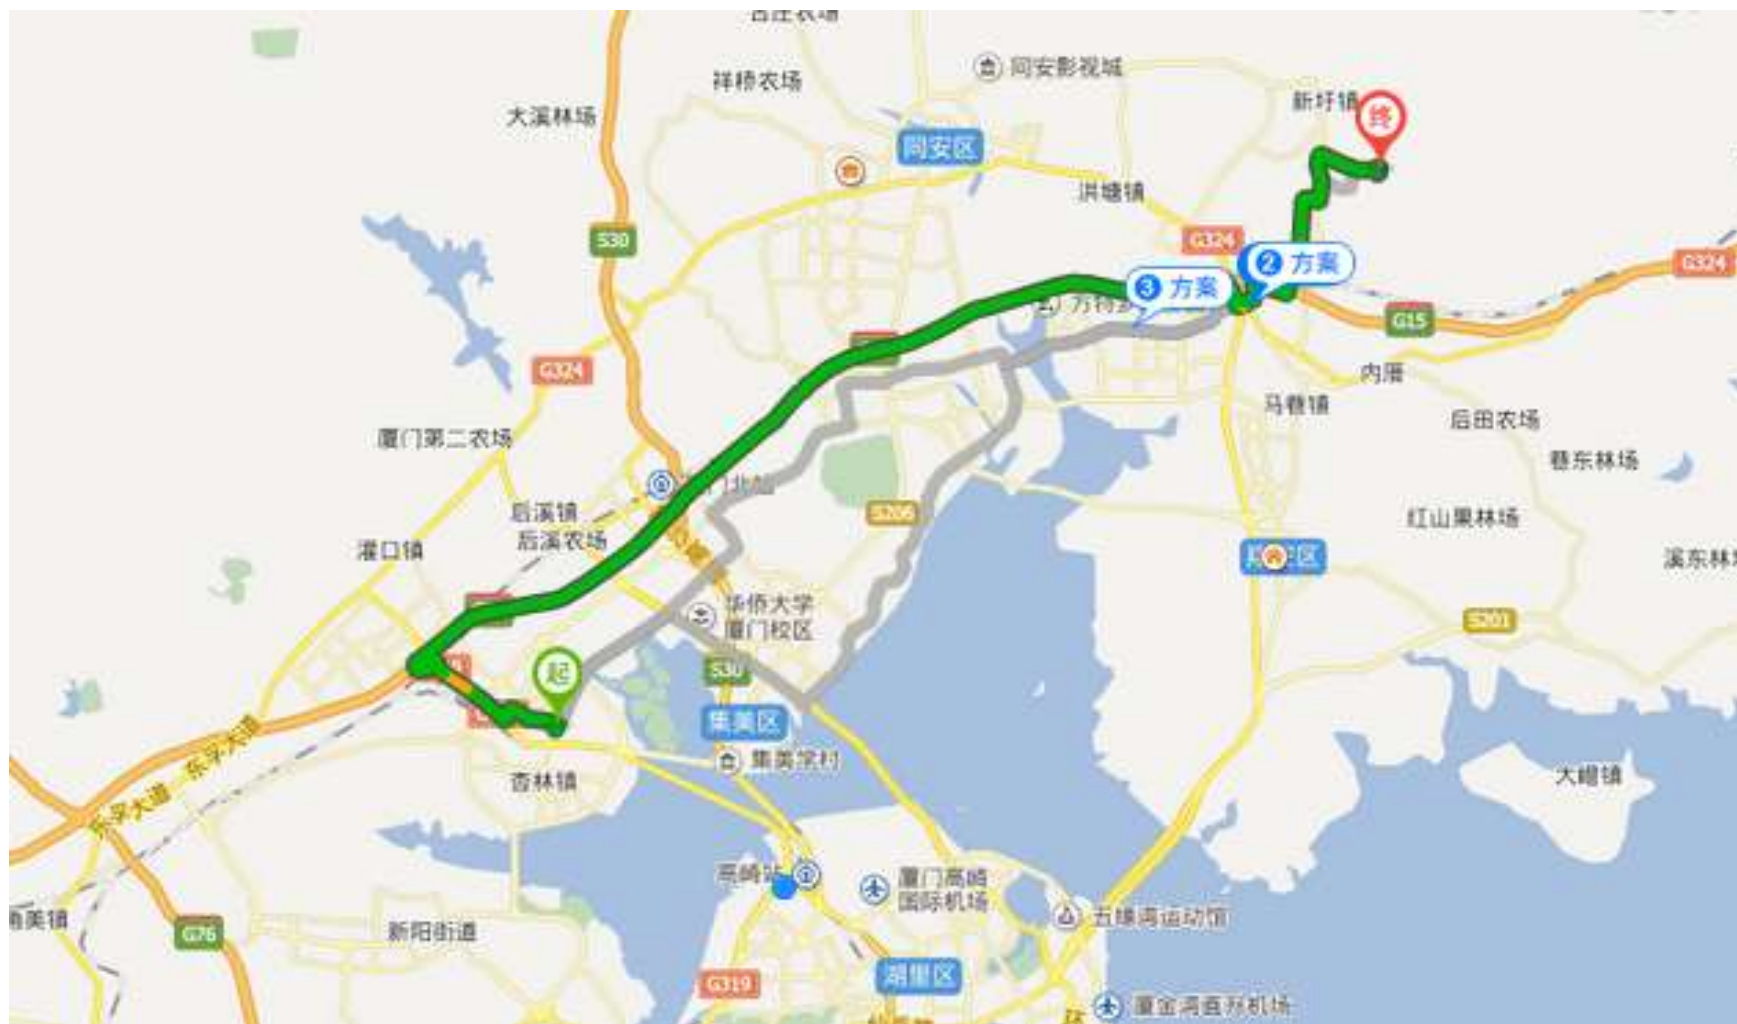 祥桥农场
同安影视城
大溪林场
新圩镇
终
同安区
洪塘镇
S30
G324
G324
② 方案
③ 方案
G15
G324
内厝
马巷镇
后田农场
巷东林场
厦门第二农场
后溪镇
后溪农场
灌口镇
S206
红山果林场
溪东林
华侨大学
厦门校区
S201
起
S30
集美区
集美学村
杏林镇
大嶝镇
高崎站
厦门高崎
国际机场
五缘湾运动馆
角美镇
G76
新阳街道
G319
湖里区
厦金湾直升机场